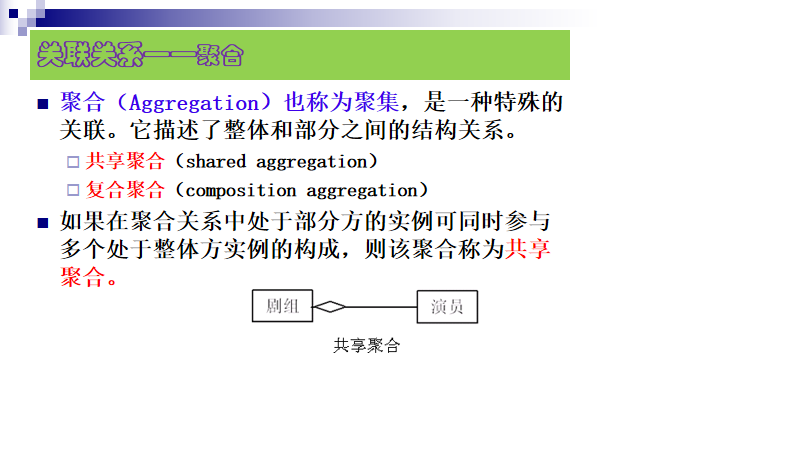 关联关系——聚合
聚合（Aggregation）也称为聚集，是一种特殊的
关联。它描述了整体和部分之间的结构关系。
共享聚合（shared aggregation）
复合聚合（composition aggregation）
如果在聚合关系中处于部分方的实例可同时参与
多个处于整体方实例的构成，则该聚合称为共享
聚合。
剧组 演员
共享聚合